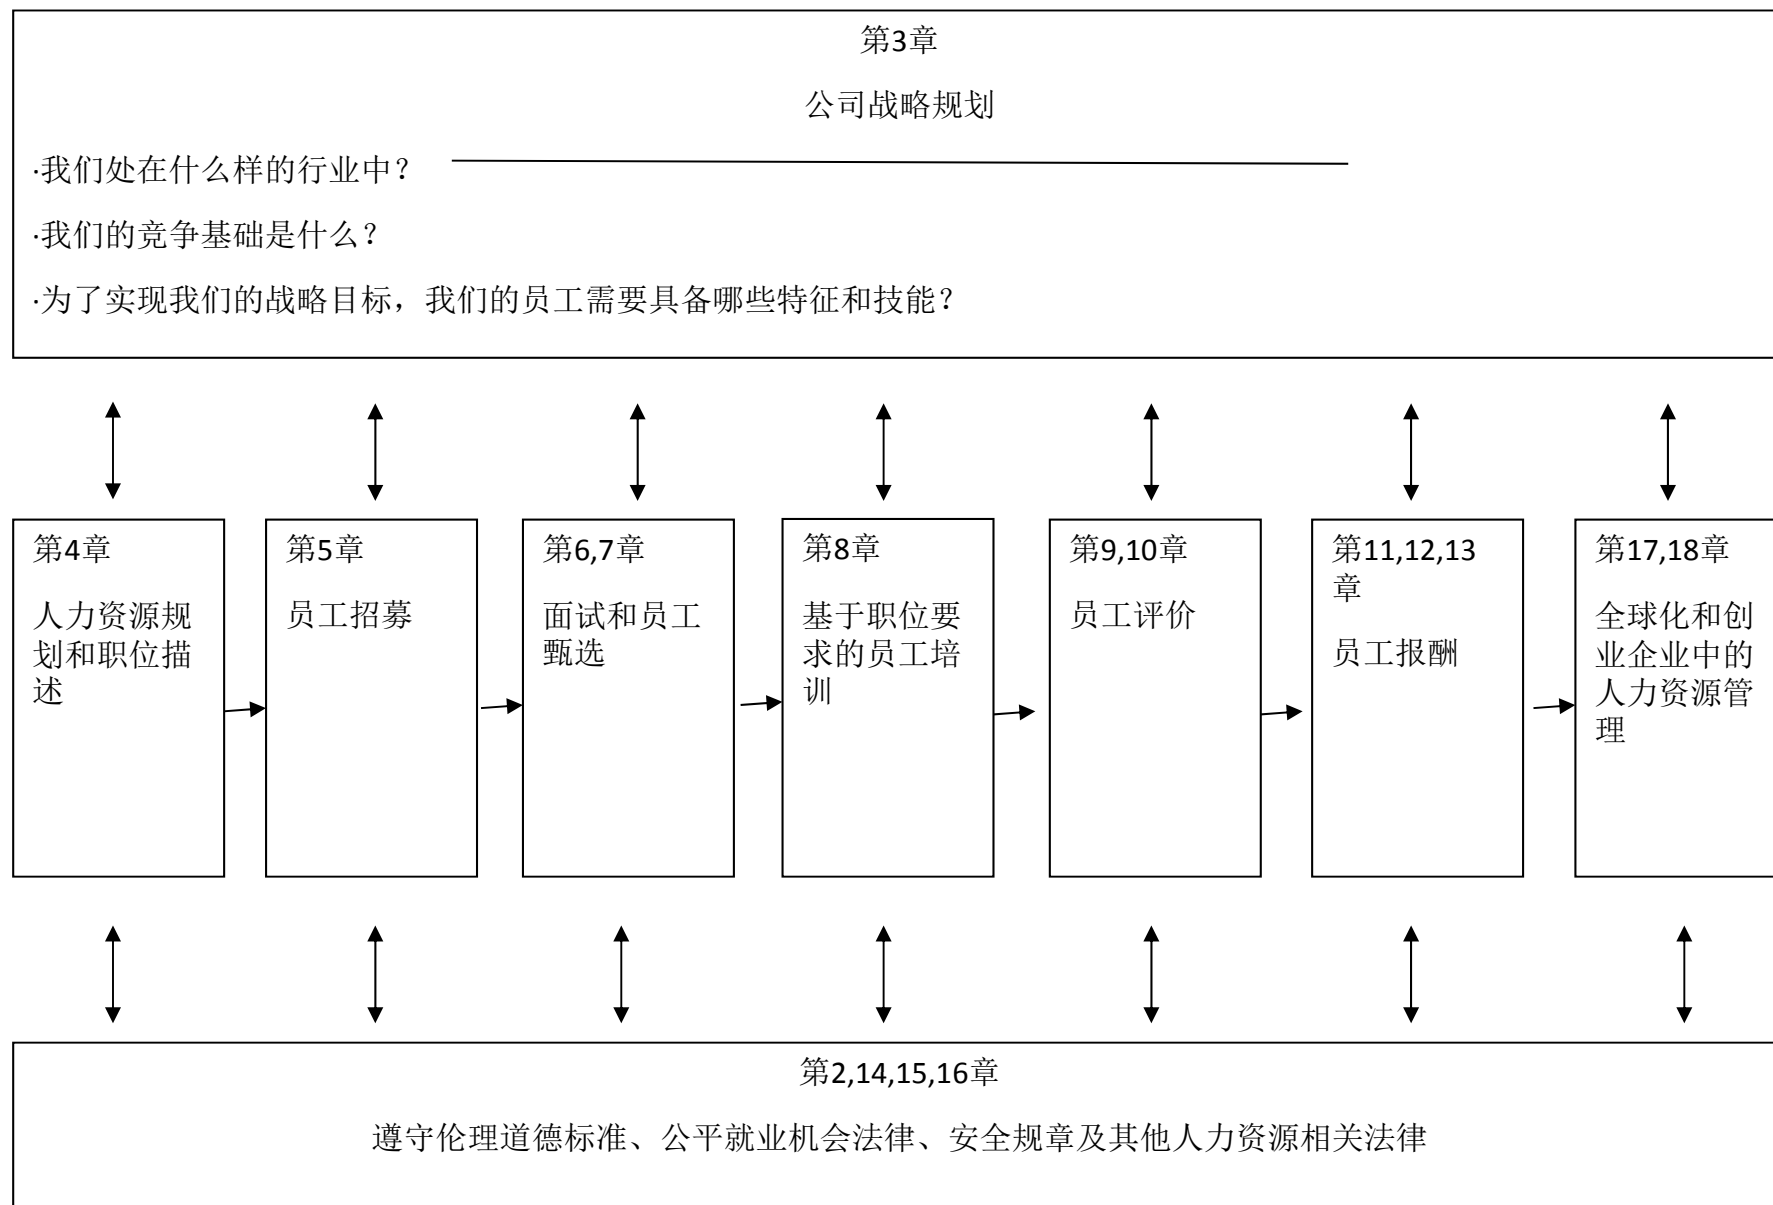 第3章
公司战略规划
·我们处在什么样的行业中？
·我们的竞争基础是什么？
·为了实现我们的战略目标，我们的员工需要具备哪些特征和技能？
第4章
人力资源规
划和职位描
述
第5章
员工招募
第6,7章
面试和员工
甄选
第8章
基于职位要
求的员工培
训
第9,10章
员工评价
第11,12,13
章
员工报酬
第17,18章
全球化和创
业企业中的
人力资源管
理
第2,14,15,16章
遵守伦理道德标准、公平就业机会法律、安全规章及其他人力资源相关法律